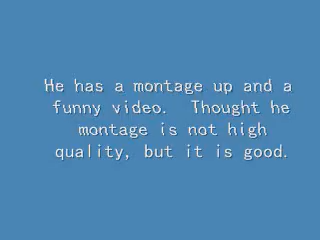 He has a montage up and a
funny video.  Thought he
montage is not high
quality, but it is good.